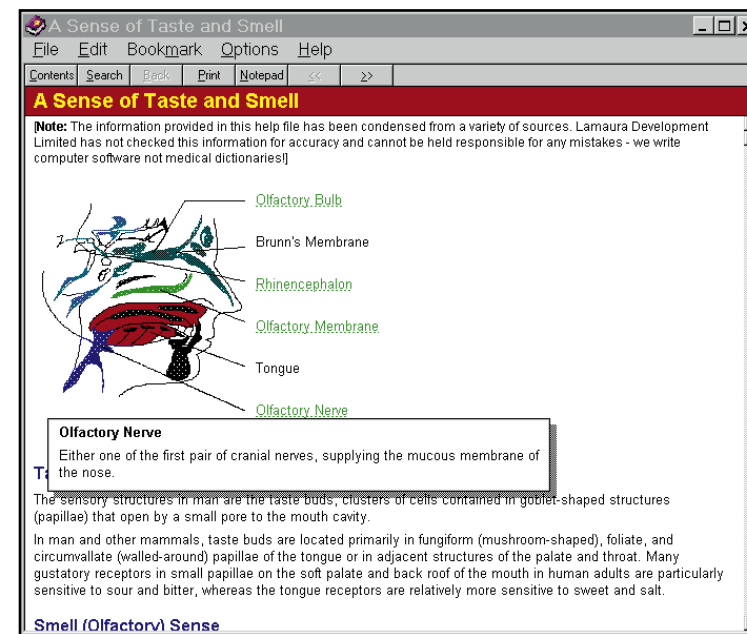 A Sense of Taste and Smell
File Edit Bookmark Options Help
Contents Search Back Print Notepad << >>
A Sense of Taste and Smell
[Note: The information provided in this help file has been condensed from a variety of sources. Lamaura Development
Limited has not checked this information for accuracy and cannot be held responsible for any mistakes - we write
computer software not medical dictionaries!]
Olfactory Bulb
Brunn's Membrane
Rhinencephalon
Olfactory Membrane
Tongue
Olfactory Nerve
Olfactory Nerve
Either one of the first pair of cranial nerves, supplying the mucous membrane of
the nose.
The sensory structures in man are the taste buds, clusters of cells contained in goblet-shaped structures
(papillae) that open by a small pore to the mouth cavity.
In man and other mammals, taste buds are located primarily in fungiform (mushroom-shaped), foliate, and
circumvallate (walled-around) papillae of the tongue or in adjacent structures of the palate and throat. Many
gustatory receptors in small papillae on the soft palate and back roof of the mouth in human adults are particularly
sensitive to sour and bitter, whereas the tongue receptors are relatively more sensitive to sweet and salt.
Smell (Olfactory) Sense